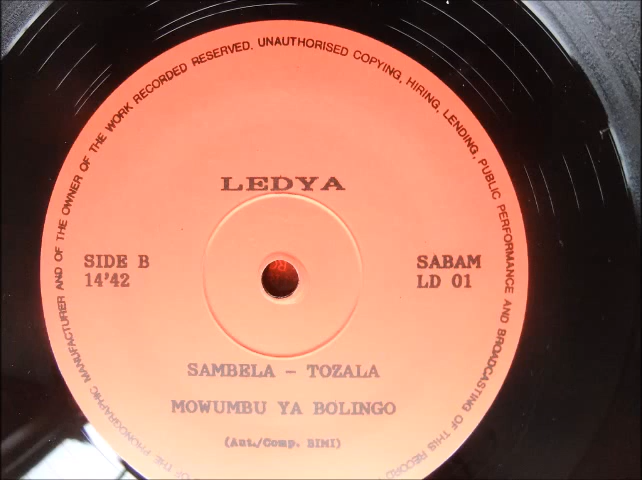 OF THE PHONOGRAPHIC MANUFACTURER AND OF THE OWNER OF THE WORK RECORDED RESERVED. UNAUTHORISED COPYING, HIRING, LENDING, PUBLIC PERFORMANCE AND BROADCASTING OF THIS RECORD
LEDYA
SIDE B
14'42
SABAM
LD 01
SAMBELA - TOZALA
MOWUMBU YA BOLINGO
(Aut./Comp. BIMI)